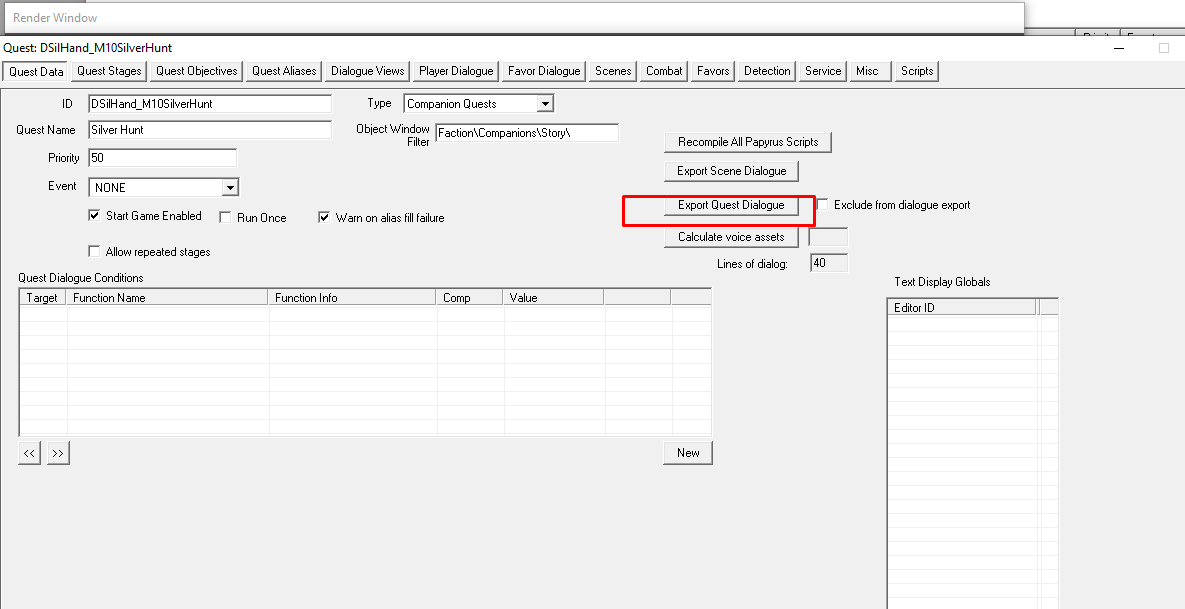 Render Window
Quest: DSilHand_M10SilverHunt
Quest Data Quest Stages Quest Objectives Quest Aliases Dialogue Views Player Dialogue Favor Dialogue Scenes Combat Favors Detection Service Misc Scripts
ID DSilHand_M10SilverHunt Type Companion Quests
Quest Name Silver Hunt Object Window Filter Faction\Companions\Story\
Recompile All Papyrus Scripts
Priority 50
Export Scene Dialogue
Event NONE
Export Quest Dialogue Exclude from dialogue export
Start Game Enabled Run Once Warn on alias fill failure
Calculate voice assets
Allow repeated stages
Lines of dialog: 40
Quest Dialogue Conditions
Text Display Globals
Target Function Name Function Info Comp Value
Editor ID
<< >> New